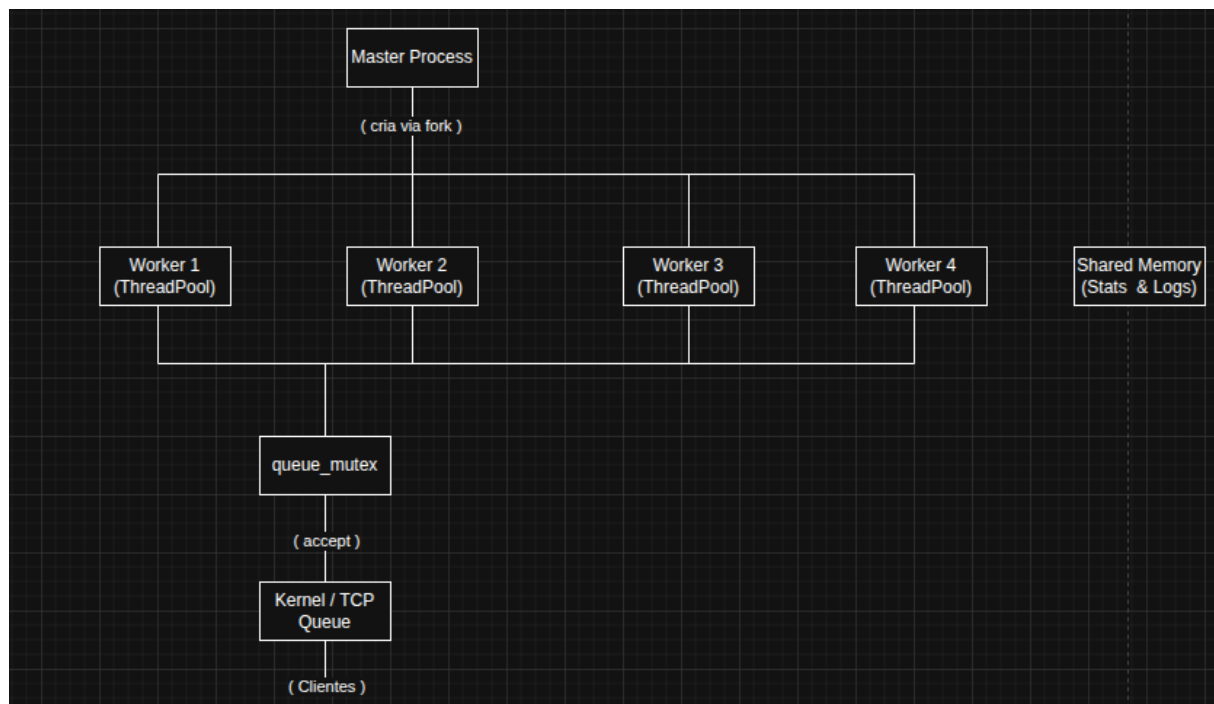 Master Process
( cria via fork )
Worker 1
(ThreadPool)
Worker 2
(ThreadPool)
Worker 3
(ThreadPool)
Worker 4
(ThreadPool)
Shared Memory
(Stats & Logs)
queue_mutex
( accept )
Kernel / TCP
Queue
( Clientes )